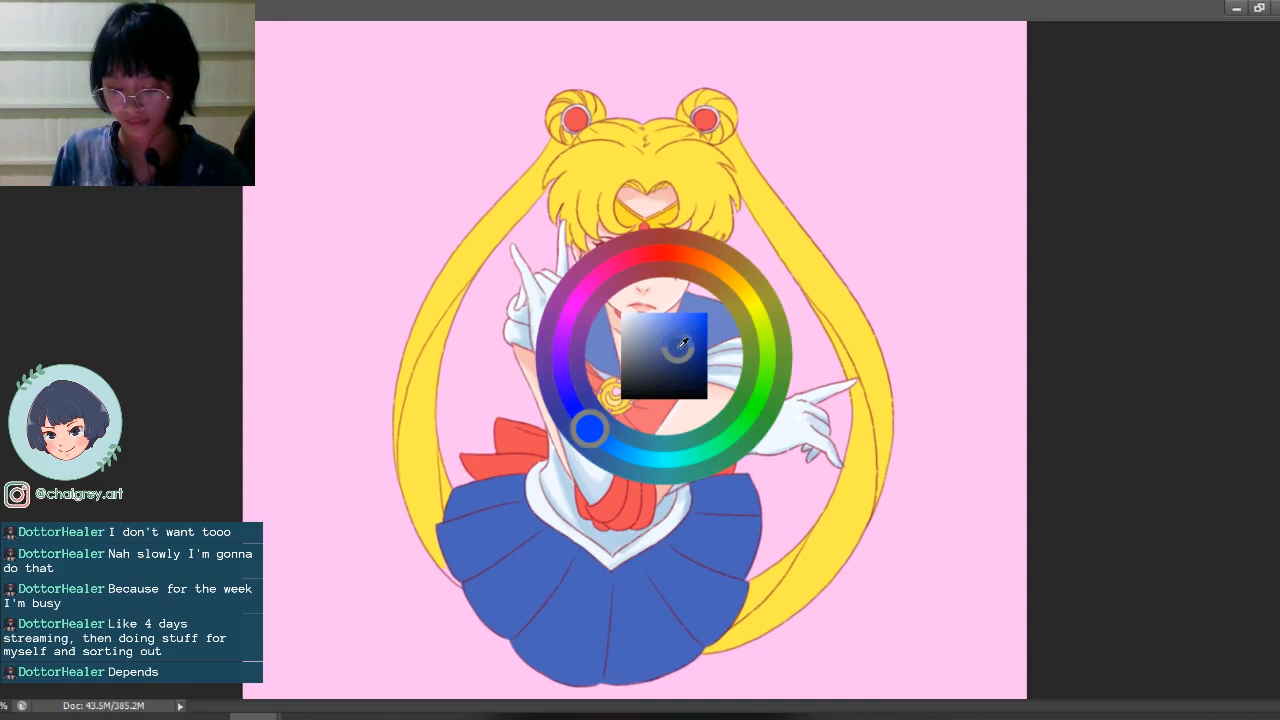 @chaigrey.art
DottorHealer I don't want tooo
DottorHealer Nah slowly I'm gonna
do that
DottorHealer Because for the week
I'm busy
DottorHealer Like 4 days
streaming, then doing stuff for
myself and sorting out
DottorHealer Depends
% Doc: 43.5M/385.2M